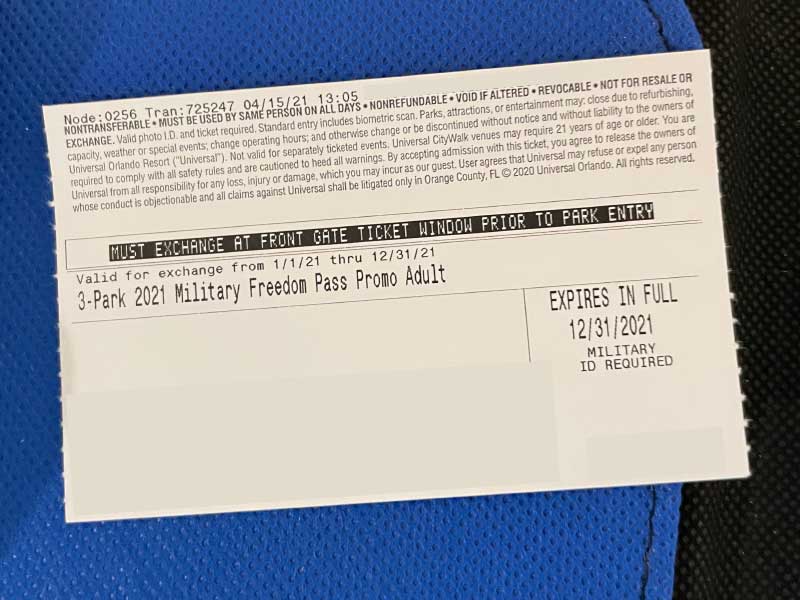 Node:0256 Tran:725247 04/15/21 13:05
NONTRANSFERABLE • MUST BE USED BY SAME PERSON ON ALL DAYS • NONREFUNDABLE • VOID IF ALTERED • REVOCABLE • NOT FOR RESALE OR
EXCHANGE. Valid photo I.D. and ticket required. Standard entry includes biometric scan. Parks, attractions, or entertainment may: close due to refurbishing,
capacity, weather or special events; change operating hours; and otherwise change or be discontinued without notice and without liability to the owners of
Universal Orlando Resort ("Universal"). Not valid for separately ticketed events. Universal CityWalk venues may require 21 years of age or older. You are
required to comply with all safety rules and are cautioned to heed all warnings. By accepting admission with this ticket, you agree to release the owners of
Universal from all responsibility for any loss, injury or damage, which you may incur as our guest. User agrees that Universal may refuse or expel any person
whose conduct is objectionable and all claims against Universal shall be litigated only in Orange County, FL © 2020 Universal Orlando. All rights reserved.
MUST EXCHANGE AT FRONT GATE TICKET WINDOW PRIOR TO PARK ENTRY
Valid for exchange from 1/1/21 thru 12/31/21
3-Park 2021 Military Freedom Pass Promo Adult
EXPIRES IN FULL
12/31/2021
MILITARY
ID REQUIRED